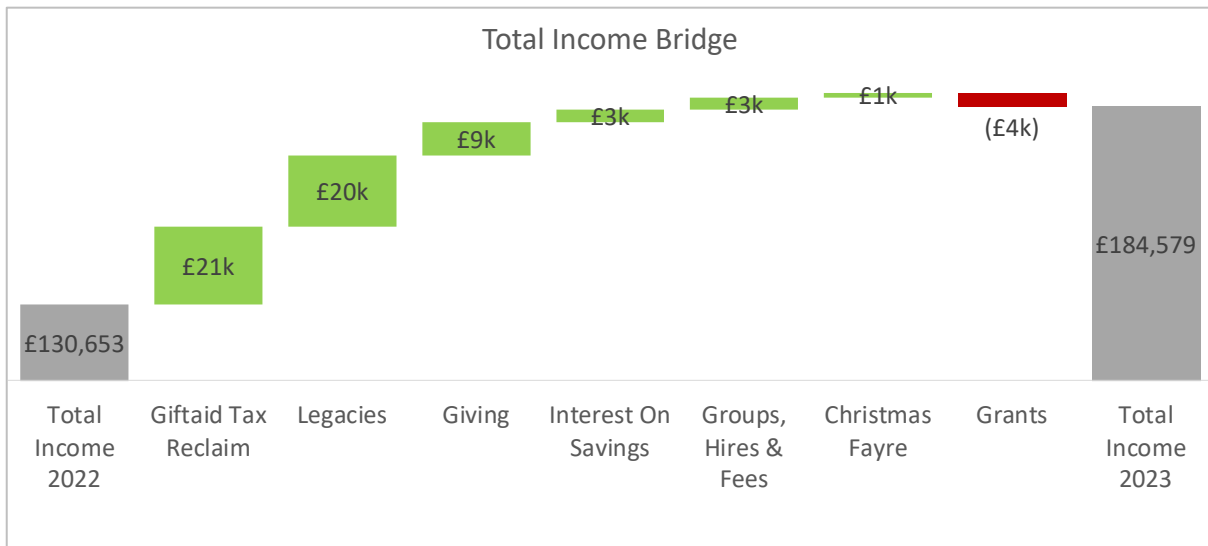 Total Income Bridge
£1k
£3k
£3k
(£4k)
£9k
£20k
£184,579
£21k
£130,653
Total Income 2022
Giftaid Tax Reclaim
Legacies
Giving
Interest On Savings
Groups, Hires & Fees
Christmas Fayre
Grants
Total Income 2023